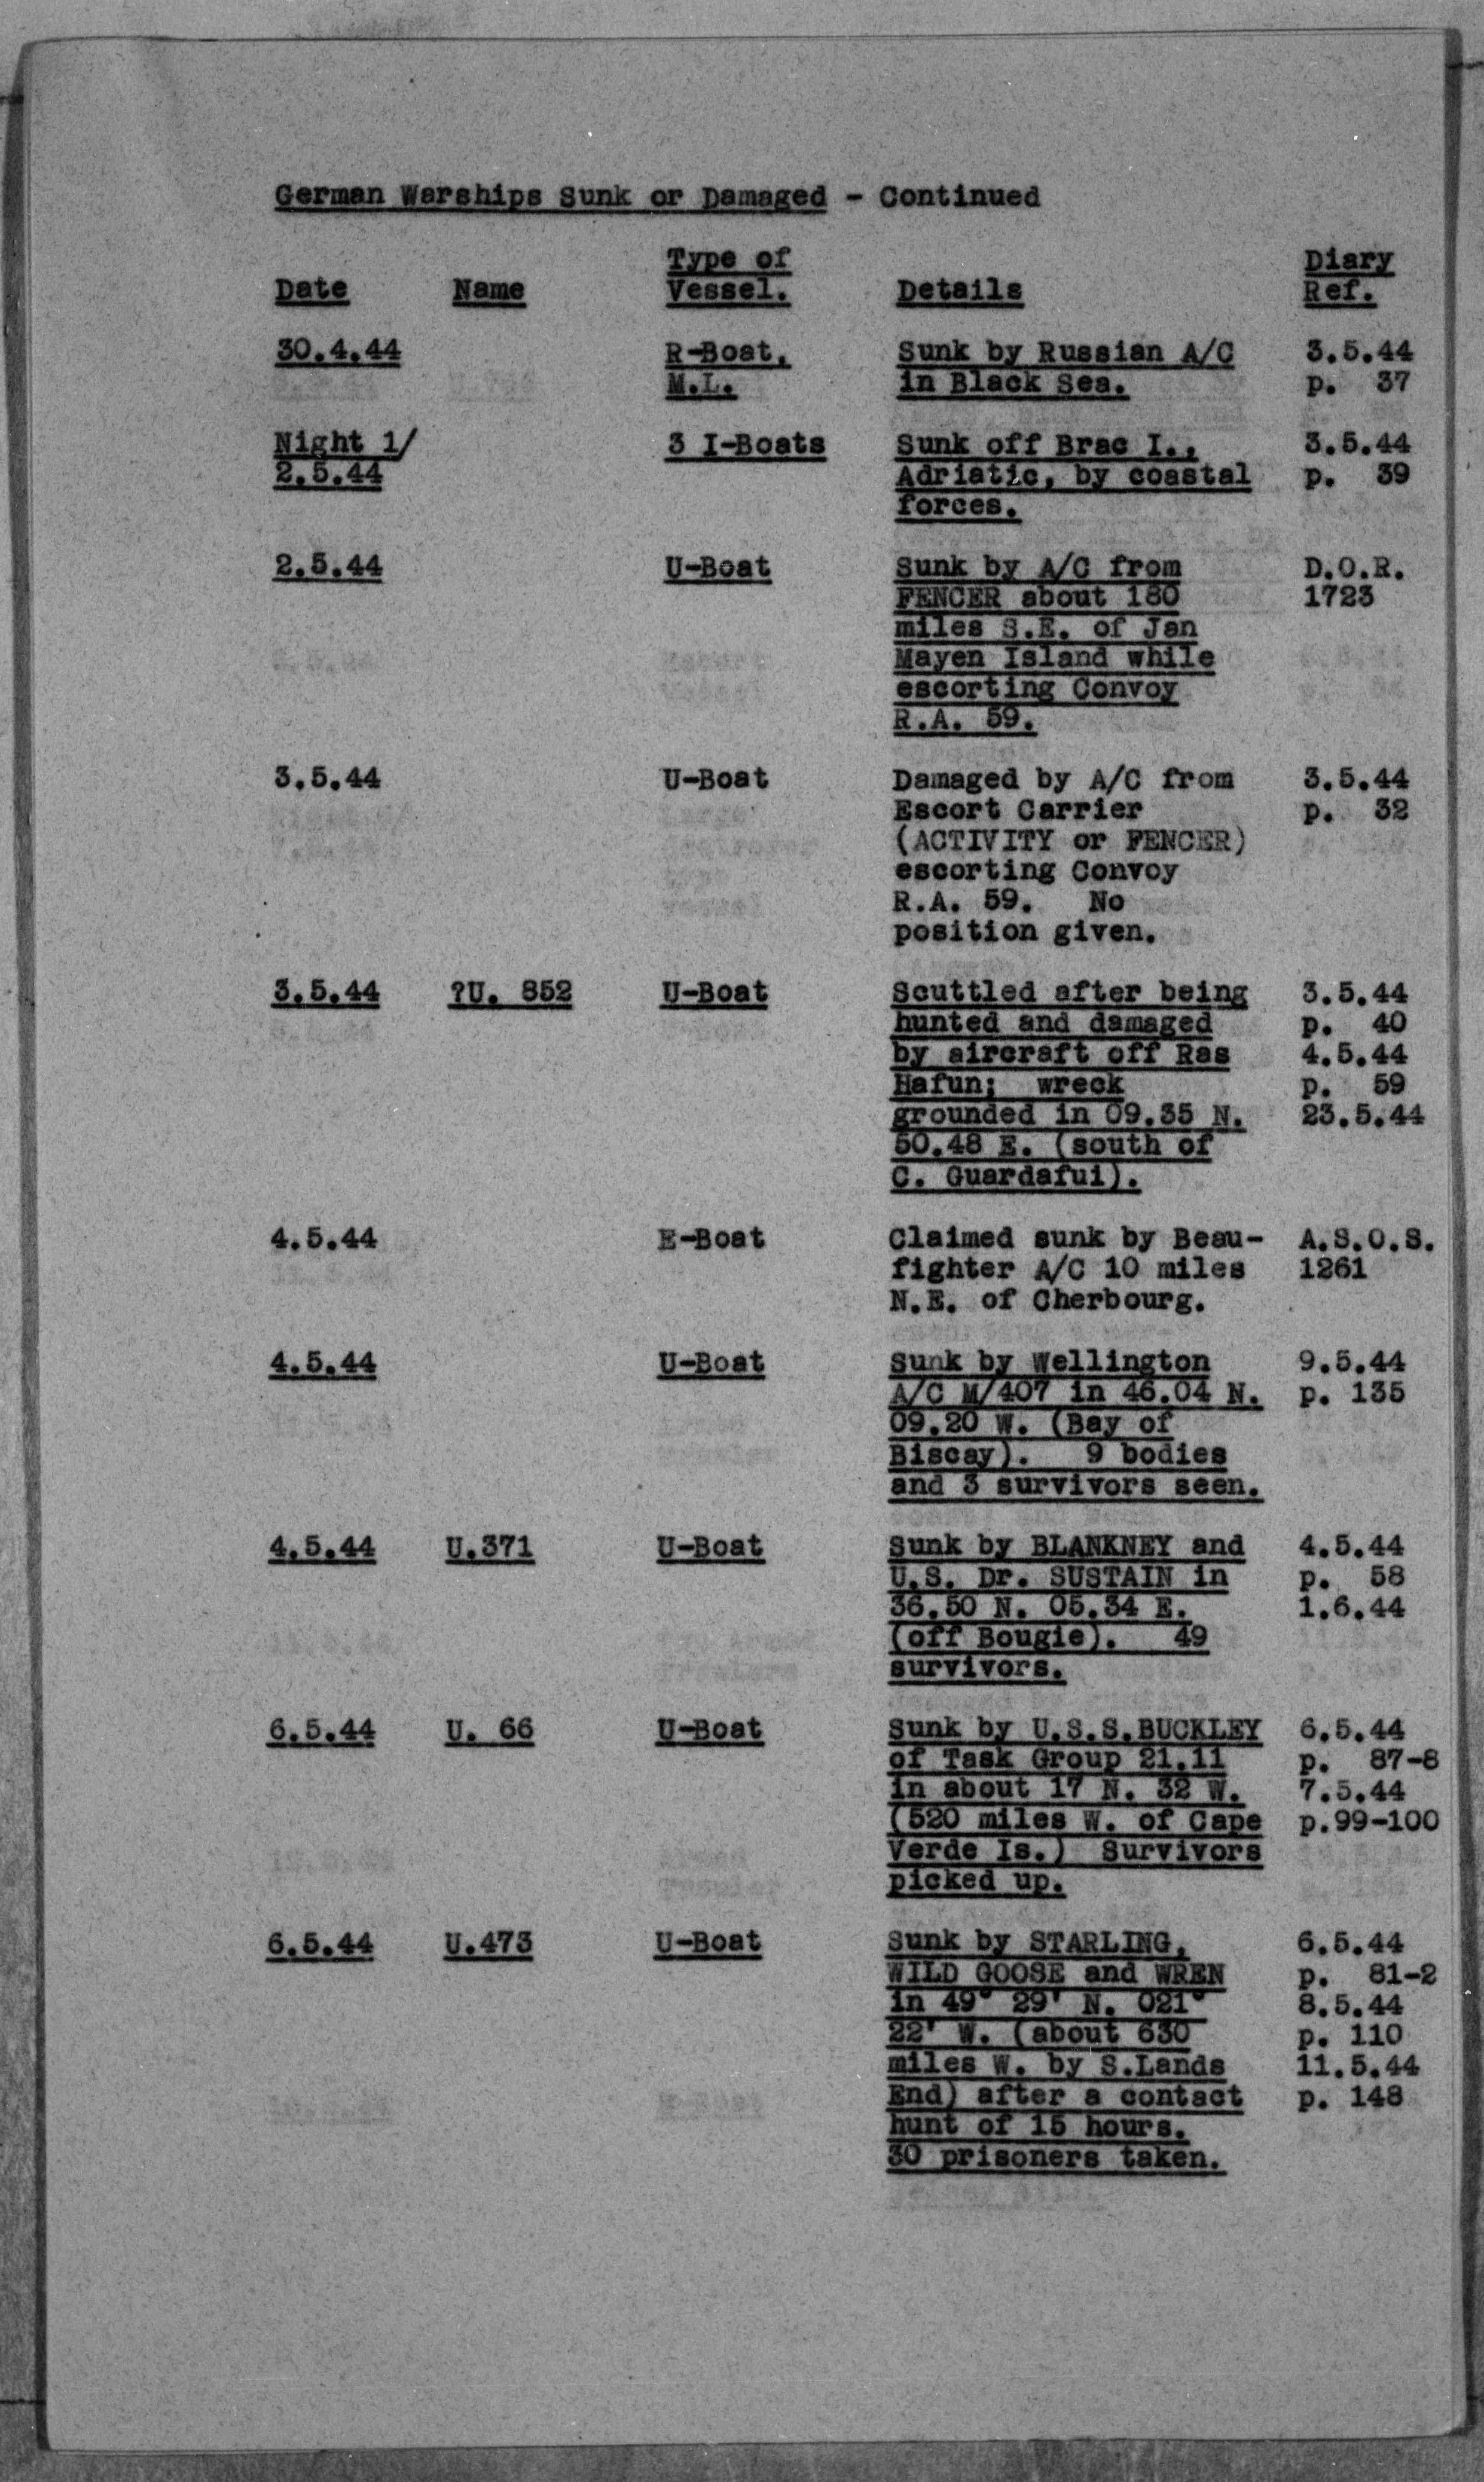 German Warships Sunk or Damaged - Continued
Date Name Type of Vessel. Details Diary Ref.
30.4.44 R-Boat, Sunk by Russian A/C 3.5.44
M.L. in Black Sea. p. 37
Night 1/ 3 I-Boats Sunk off Brac I., 3.5.44
2.5.44 Adriatic, by coastal p. 39
forces.
2.5.44 U-Boat Sunk by A/C from D.O.R.
FENCER about 180 1723
miles S.E. of Jan
Mayen Island while
escorting Convoy
R.A. 59.
3.5.44 U-Boat Damaged by A/C from 3.5.44
Escort Carrier p. 32
(ACTIVITY or FENCER)
escorting Convoy
R.A. 59. No
position given.
3.5.44 ?U. 852 U-Boat Scuttled after being 3.5.44
hunted and damaged p. 40
by aircraft off Ras 4.5.44
Hafun; wreck p. 59
grounded in 09.35 N. 23.5.44
50.48 E. (south of
C. Guardafui).
4.5.44 E-Boat Claimed sunk by Beau- A.S.O.S.
fighter A/C 10 miles 1261
N.E. of Cherbourg.
4.5.44 U-Boat Sunk by Wellington 9.5.44
A/C M/407 in 46.04 N. p. 135
09.20 W. (Bay of
Biscay). 9 bodies
and 3 survivors seen.
4.5.44 U.371 U-Boat Sunk by BLANKNEY and 4.5.44
U.S. Dr. SUSTAIN in p. 58
36.50 N. 05.34 E. 1.6.44
(off Bougie). 49
survivors.
6.5.44 U. 66 U-Boat Sunk by U.S.S.BUCKLEY 6.5.44
of Task Group 21.11 p. 87-8
in about 17 N. 32 W. 7.5.44
(520 miles W. of Cape p.99-100
Verde Is.) Survivors
picked up.
6.5.44 U.473 U-Boat Sunk by STARLING, 6.5.44
WILD GOOSE and WREN p. 81-2
in 49° 29' N. 021° 8.5.44
22' W. (about 630 p. 110
miles W. by S.Lands 11.5.44
End) after a contact p. 148
hunt of 15 hours.
30 prisoners taken.